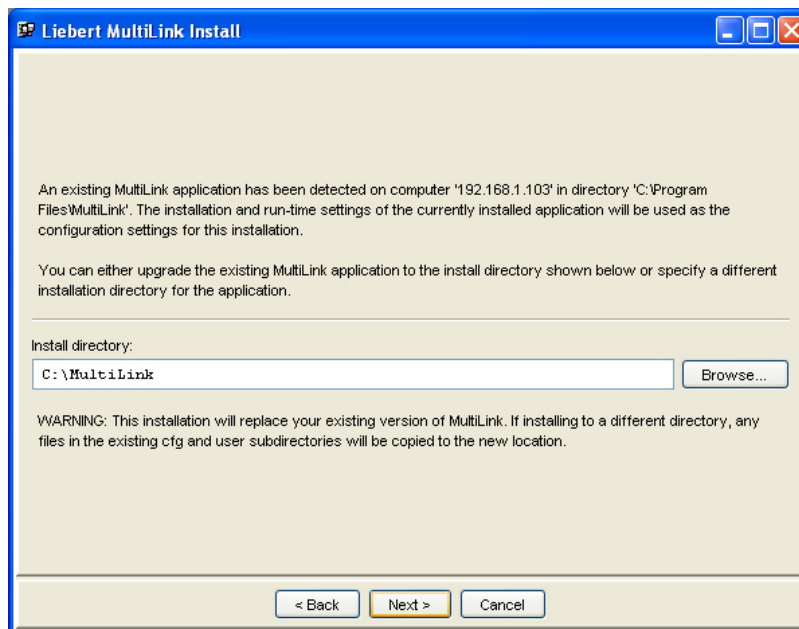 Liebert MultiLink Install
An existing MultiLink application has been detected on computer '192.168.1.103' in directory 'C:\Program
Files\MultiLink'. The installation and run-time settings of the currently installed application will be used as the
configuration settings for this installation.
You can either upgrade the existing MultiLink application to the install directory shown below or specify a different
installation directory for the application.
Install directory:
C:\MultiLink
Browse...
WARNING: This installation will replace your existing version of MultiLink. If installing to a different directory, any
files in the existing cfg and user subdirectories will be copied to the new location.
< Back Next > Cancel